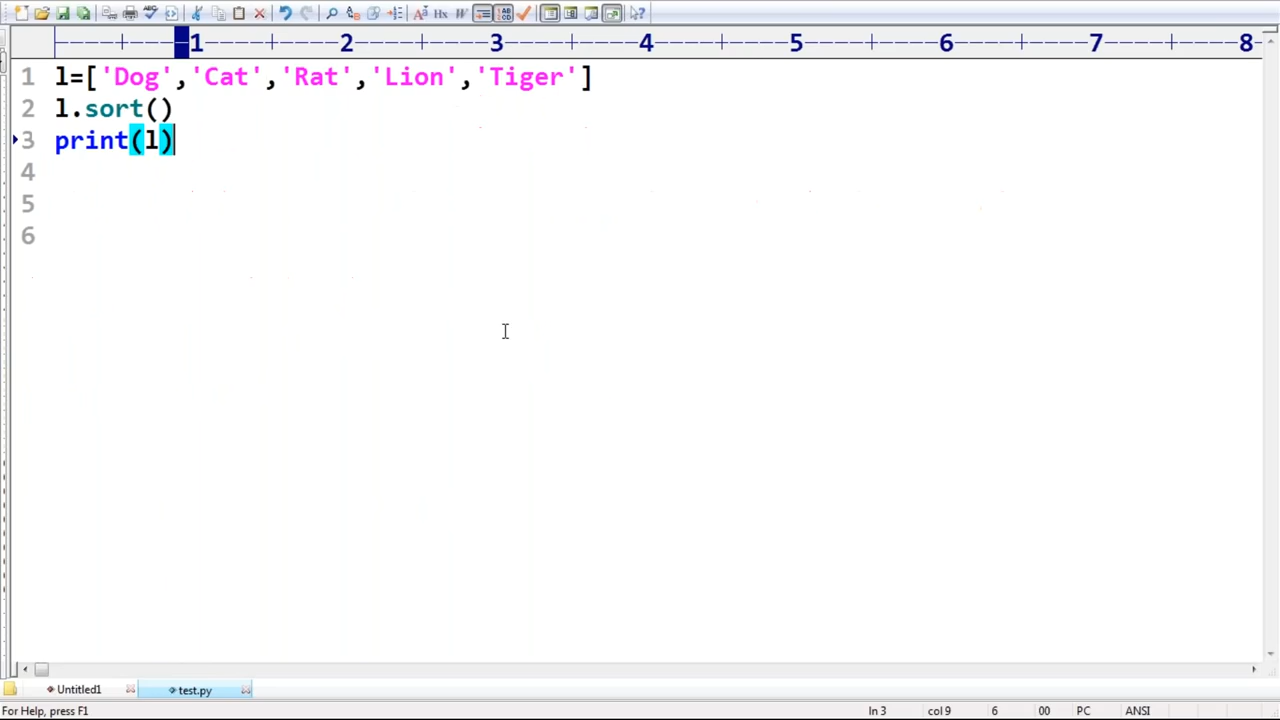 1 2 3 4 5 6 7 8
1 l=['Dog','Cat','Rat','Lion','Tiger']
2 l.sort()
3 print(l)
4
5
6
Untitled1 test.py
For Help, press F1 ln 3 col 9 6 00 PC ANSI